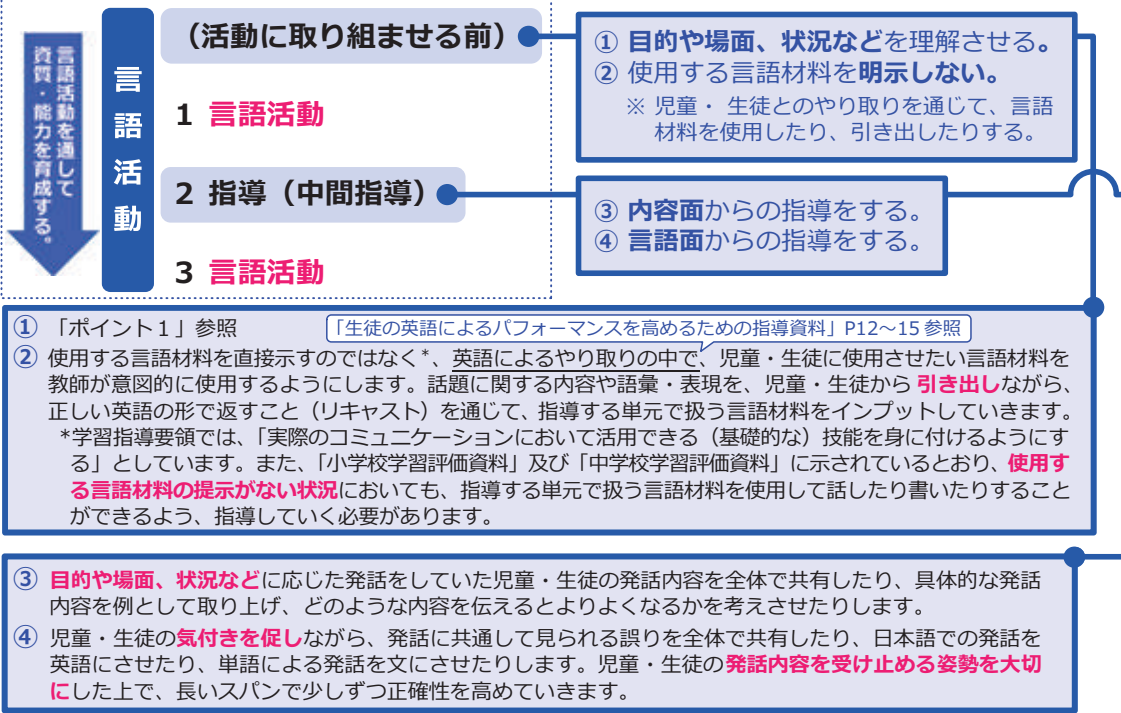 言語活動を通して
資質・能力を育成する。
言語活動
（活動に取り組ませる前）
1 言語活動
2 指導（中間指導）
3 言語活動
① 目的や場面、状況などを理解させる。
② 使用する言語材料を明示しない。
※ 児童・ 生徒とのやり取りを通じて、言語
材料を使用したり、引き出したりする。
③ 内容面からの指導をする。
④ 言語面からの指導をする。
① 「ポイント１」参照
「生徒の英語によるパフォーマンスを高めるための指導資料」P12～15 参照
② 使用する言語材料を直接示すのではなく*、英語によるやり取りの中で、児童・生徒に使用させたい言語材料を
教師が意図的に使用するようにします。話題に関する内容や語彙・表現を、児童・生徒から 引き出しながら、
正しい英語の形で返すこと（リキャスト）を通じて、指導する単元で扱う言語材料をインプットしていきます。
*学習指導要領では、「実際のコミュニケーションにおいて活用できる（基礎的な）技能を身に付けるようにす
る」としています。また、「小学校学習評価資料」及び「中学校学習評価資料」に示されているとおり、使用す
る言語材料の提示がない状況においても、指導する単元で扱う言語材料を使用して話したり書いたりすること
ができるよう、指導していく必要があります。
③ 目的や場面、状況などに応じた発話をしていた児童・生徒の発話内容を全体で共有したり、具体的な発話
内容を例として取り上げ、どのような内容を伝えるとよりよくなるかを考えさせたりします。
④ 児童・生徒の気付きを促しながら、発話に共通して見られる誤りを全体で共有したり、日本語での発話を
英語にさせたり、単語による発話を文にさせたりします。児童・生徒の発話内容を受け止める姿勢を大切
にした上で、長いスパンで少しずつ正確性を高めていきます。